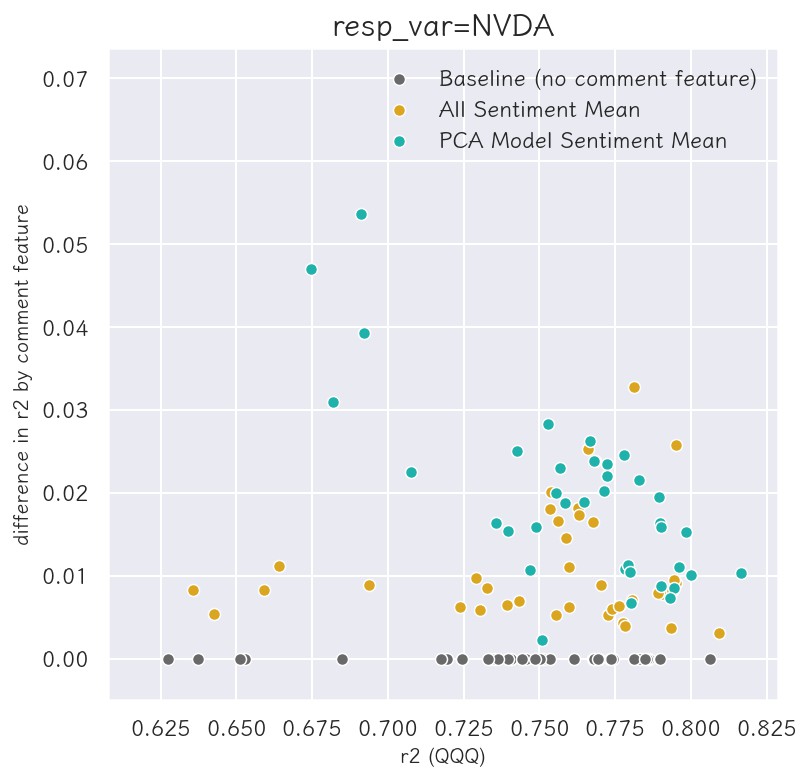 resp_var=NVDA
Baseline (no comment feature)
All Sentiment Mean
PCA Model Sentiment Mean
difference in r2 by comment feature
0.07
0.06
0.05
0.04
0.03
0.02
0.01
0.00
0.625 0.650 0.675 0.700 0.725 0.750 0.775 0.800 0.825
r2 (QQQ)